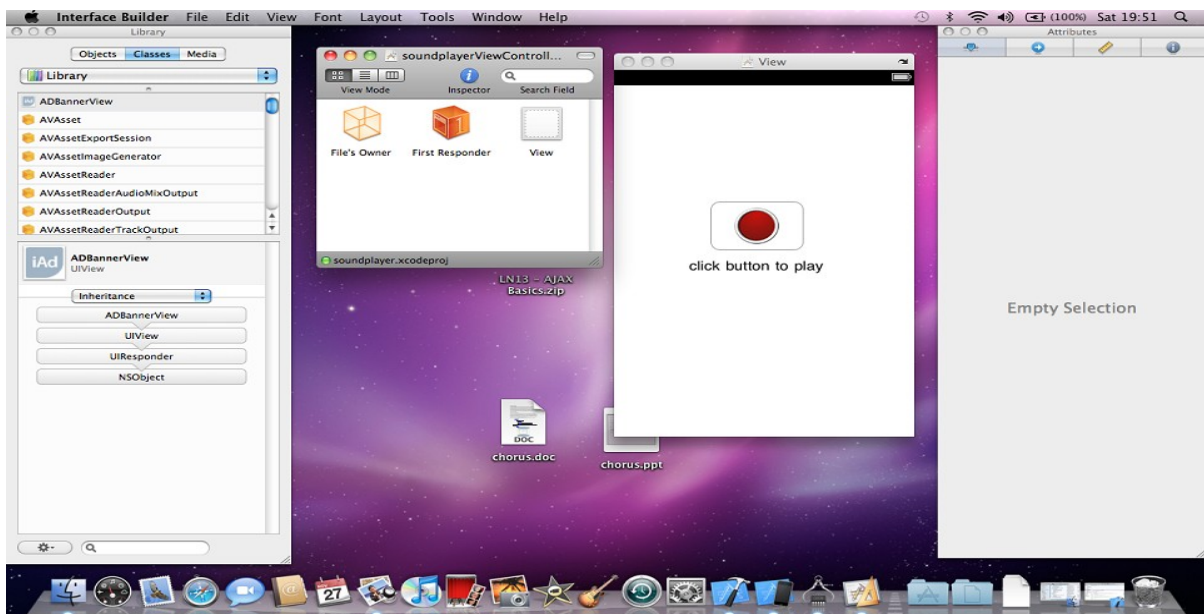 Interface Builder File Edit View Font Layout Tools Window Help (100%) Sat 19:51
Library
Objects Classes Media
Library
ADBannerView
AVAsset
AVAssetExportSession
AVAssetImageGenerator
AVAssetReader
AVAssetReaderAudioMixOutput
AVAssetReaderOutput
AVAssetReaderTrackOutput
iAd
ADBannerView
UIView
Inheritance
ADBannerView
UIView
UIResponder
NSObject
soundplayerViewControll...
View Mode Inspector Search Field
File's Owner First Responder View
1
soundplayer.xcodeproj
LN13 - AJAX
Basics.zip
DOC
chorus.doc
chorus.ppt
View
click button to play
Attributes
Empty Selection
27